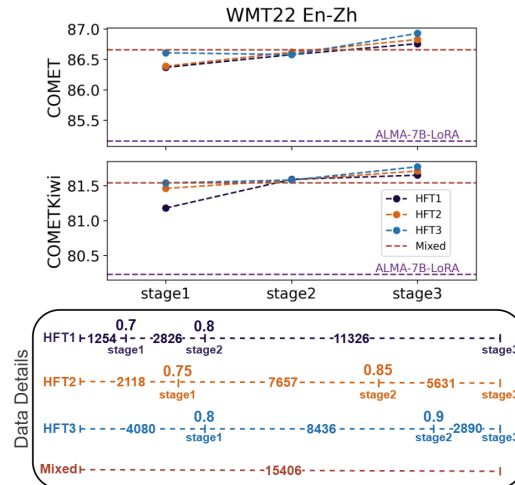 WMT22 En-Zh
COMET
87.0
86.5
86.0
85.5
ALMA-7B-LoRA
COMETKiwi
81.5
81.0
80.5
HFT1
HFT2
HFT3
Mixed
ALMA-7B-LoRA
stage1 stage2 stage3
Data Details
0.7 0.8
HFT1 1254 2826 11326
stage1 stage2 stage3
0.75 0.85
HFT2 2118 7657 5631
stage1 stage2 stage3
0.8 0.9
HFT3 4080 8436 2890
stage1 stage2 stage3
Mixed 15406